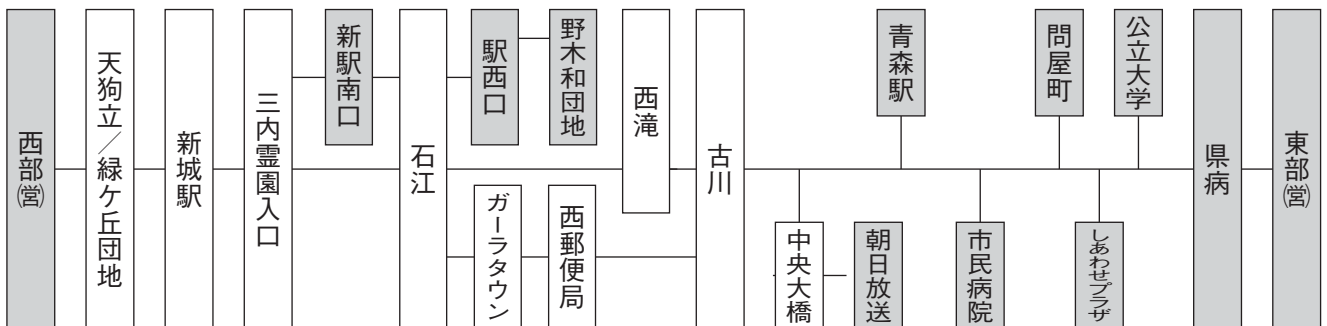 西部㈺
天狗立／緑ケ丘団地
新城駅
三内霊園入口
新駅南口
石江
駅西口
野木和団地
ガーラタウン
西郵便局
西滝
古川
中央大橋
朝日放送
青森駅
市民病院
問屋町
しあわせプラザ
公立大学
県病
東部㈺